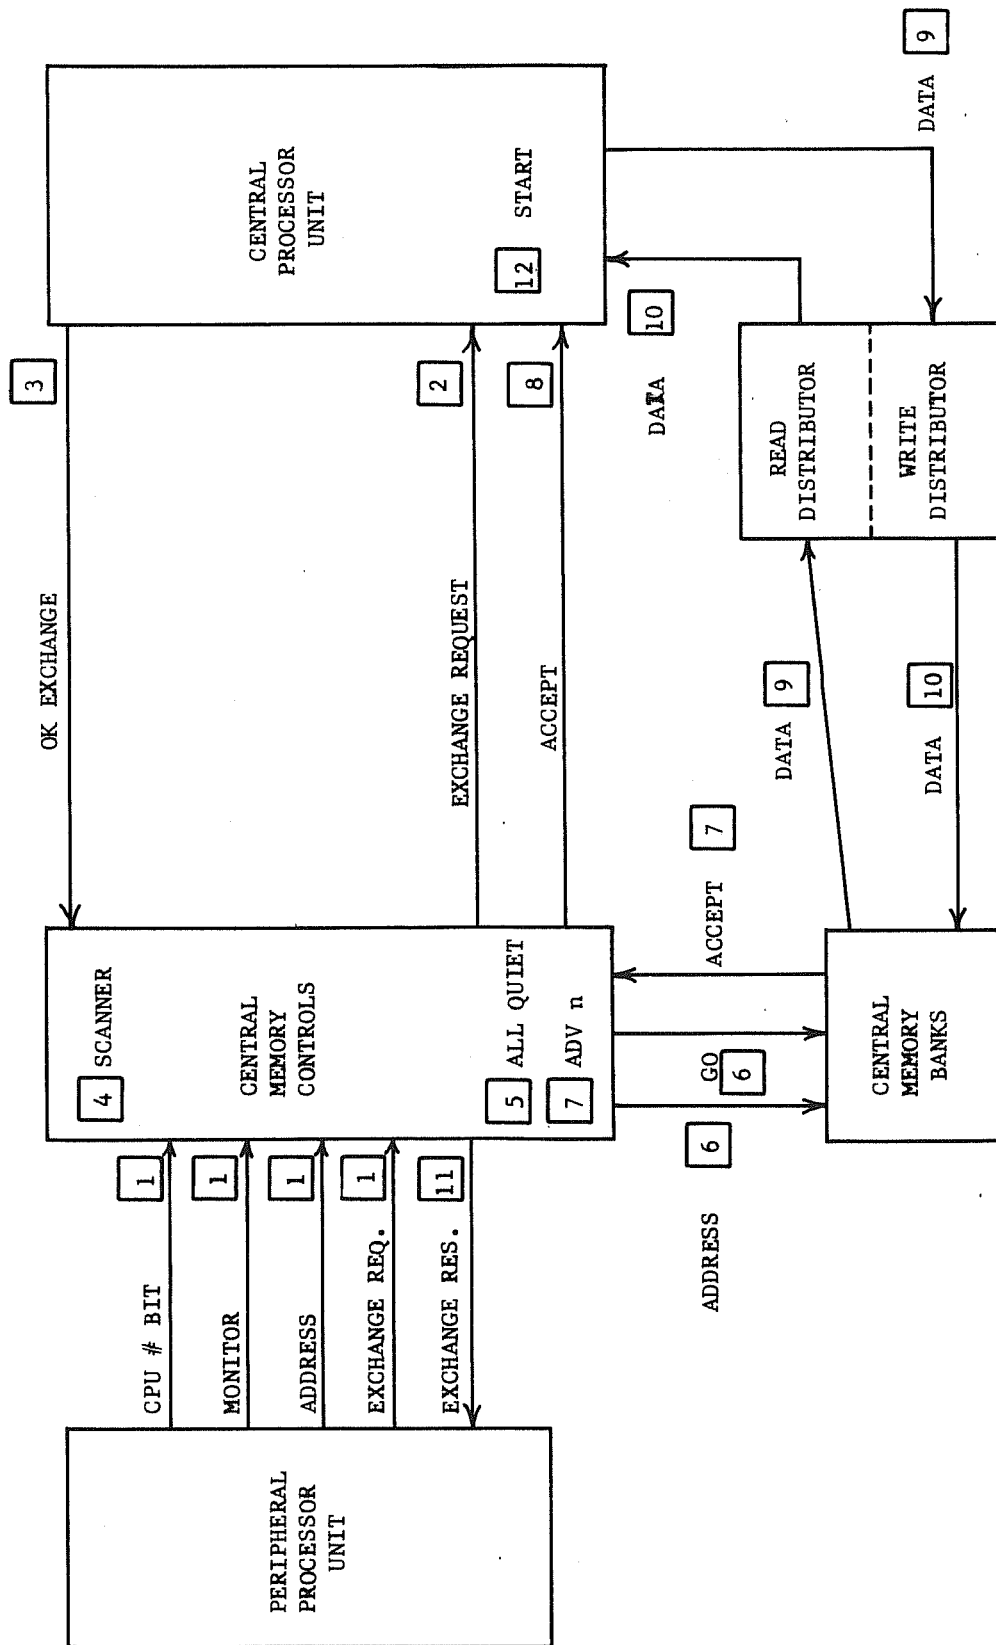 OK EXCHANGE
3
PERIPHERAL
PROCESSOR
UNIT
CPU # BIT
1
MONITOR
1
ADDRESS
1
EXCHANGE REQ.
1
EXCHANGE RES.
11
4 SCANNER
CENTRAL
MEMORY
CONTROLS
5 ALL QUIET
7 ADV n
EXCHANGE REQUEST
2
ACCEPT
8
CENTRAL
PROCESSOR
UNIT
12 START
ADDRESS
6
GO
6
ACCEPT 7
DATA 10
DATA 9
DATA 9
DATA 10
CENTRAL
MEMORY
BANKS
READ
DISTRIBUTOR
WRITE
DISTRIBUTOR